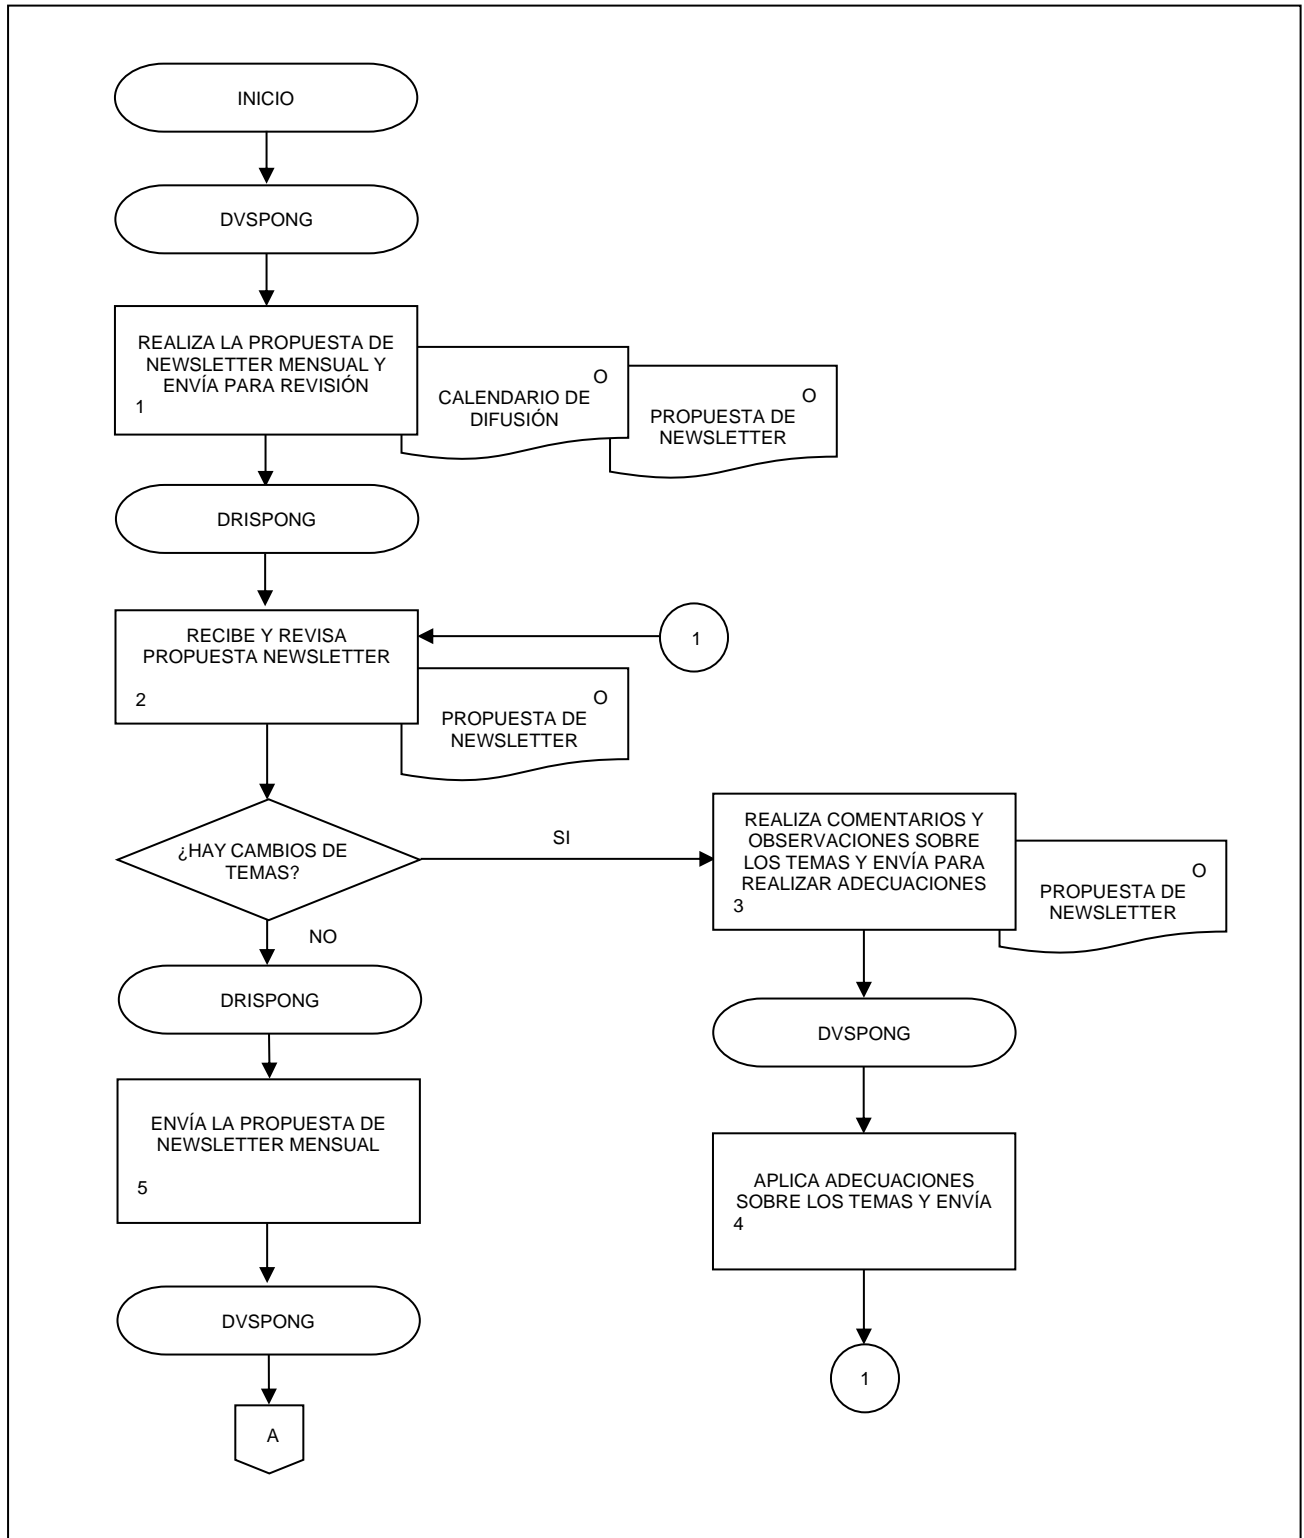 INICIO
DVSPONG
REALIZA LA PROPUESTA DE
NEWSLETTER MENSUAL Y
ENVÍA PARA REVISIÓN
1
O
CALENDARIO DE
DIFUSIÓN
O
PROPUESTA DE
NEWSLETTER
DRISPONG
RECIBE Y REVISA
PROPUESTA NEWSLETTER
2
1
O
PROPUESTA DE
NEWSLETTER
¿HAY CAMBIOS DE
TEMAS?
SI
REALIZA COMENTARIOS Y
OBSERVACIONES SOBRE
LOS TEMAS Y ENVÍA PARA
REALIZAR ADECUACIONES
3
O
PROPUESTA DE
NEWSLETTER
NO
DRISPONG
DVSPONG
ENVÍA LA PROPUESTA DE
NEWSLETTER MENSUAL
5
APLICA ADECUACIONES
SOBRE LOS TEMAS Y ENVÍA
4
DVSPONG
1
A